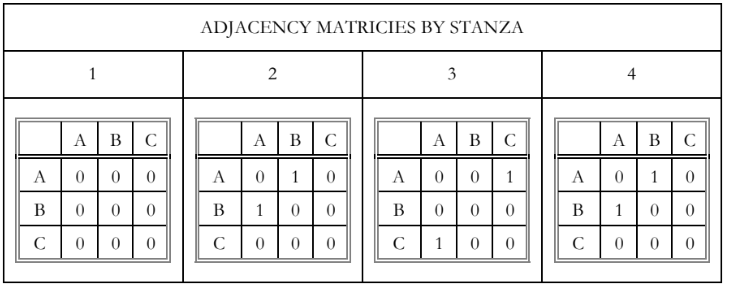 ADJACENCY MATRICIES BY STANZA
1 2 3 4
A B C A B C A B C A B C
A 0 0 0 A 0 1 0 A 0 0 1 A 0 1 0
B 0 0 0 B 1 0 0 B 0 0 0 B 1 0 0
C 0 0 0 C 0 0 0 C 1 0 0 C 0 0 0